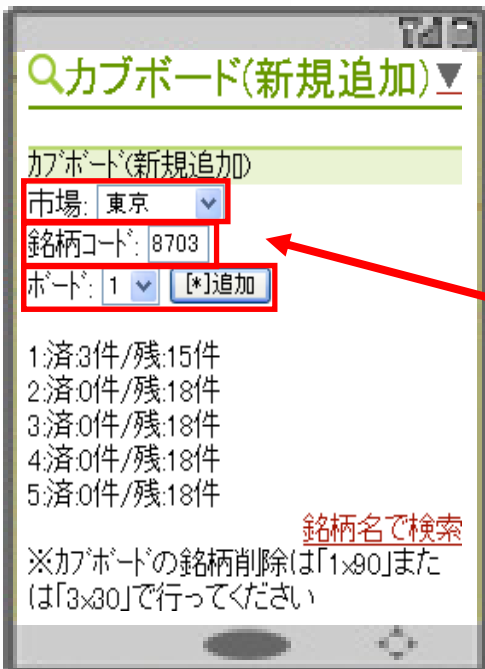 カブボード(新規追加)▼
ｶﾌﾞﾎﾞｰﾄﾞ(新規追加)
市場: 東京
銘柄ｺｰﾄﾞ: 8703
ﾎﾞｰﾄﾞ: 1 [*]追加
1:済:3件/残:15件
2:済:0件/残:18件
3:済:0件/残:18件
4:済:0件/残:18件
5:済:0件/残:18件
銘柄名で検索
※ｶﾌﾞﾎﾞｰﾄﾞの銘柄削除は｢1x90｣また
は｢3x30｣で行ってください